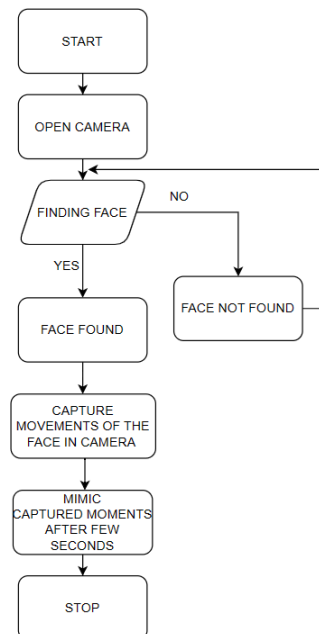 START
OPEN CAMERA
FINDING FACE
NO
YES
FACE NOT FOUND
FACE FOUND
CAPTURE
MOVEMENTS OF THE
FACE IN CAMERA
MIMIC
CAPTURED MOMENTS
AFTER FEW
SECONDS
STOP